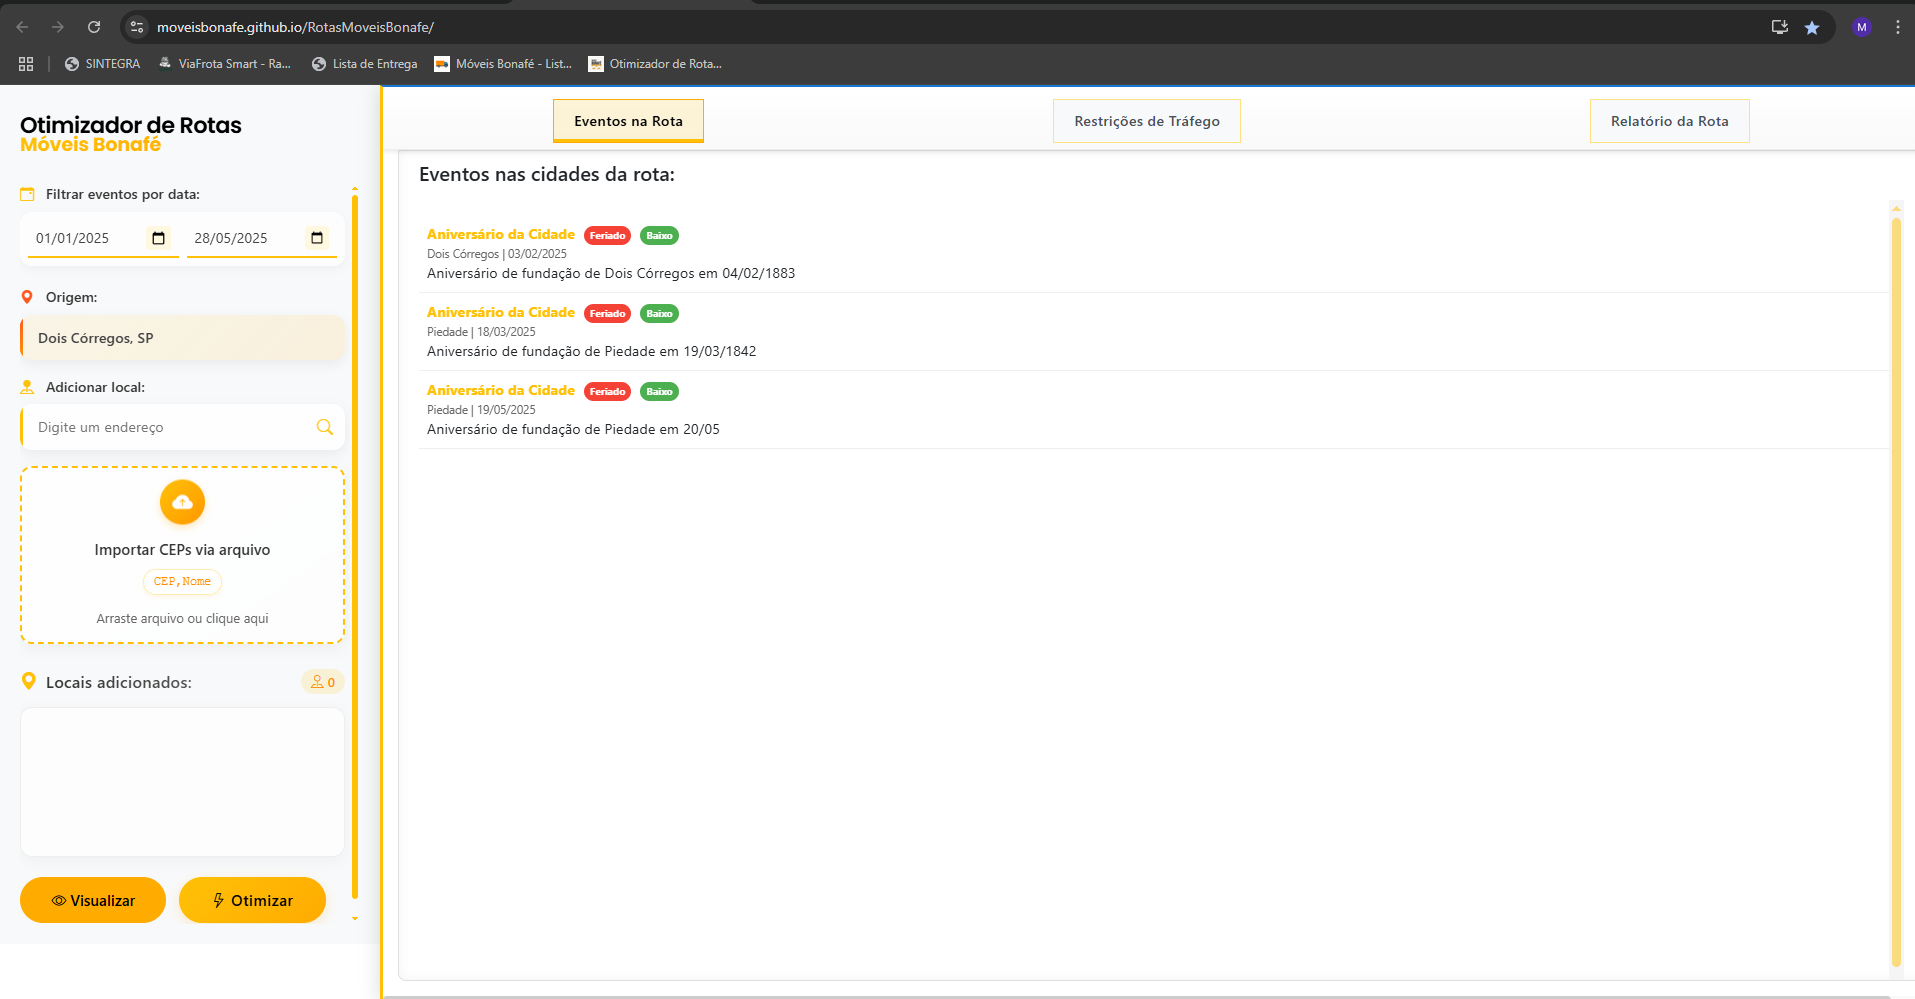 moveisbonafe.github.io/RotasMoveisBonafe/
M
SINTEGRA
ViaFrota Smart - Ra...
Lista de Entrega
Móveis Bonafé - List...
Otimizador de Rota...
Otimizador de Rotas
Móveis Bonafé
Filtrar eventos por data:
01/01/2025
28/05/2025
Origem:
Dois Córregos, SP
Adicionar local:
Digite um endereço
Importar CEPs via arquivo
CEP,Nome
Arraste arquivo ou clique aqui
Locais adicionados:
0
Visualizar
Otimizar
Eventos na Rota
Restrições de Tráfego
Relatório da Rota
Eventos nas cidades da rota:
Aniversário da Cidade Feriado Baixo
Dois Córregos | 03/02/2025
Aniversário de fundação de Dois Córregos em 04/02/1883
Aniversário da Cidade Feriado Baixo
Piedade | 18/03/2025
Aniversário de fundação de Piedade em 19/03/1842
Aniversário da Cidade Feriado Baixo
Piedade | 19/05/2025
Aniversário de fundação de Piedade em 20/05